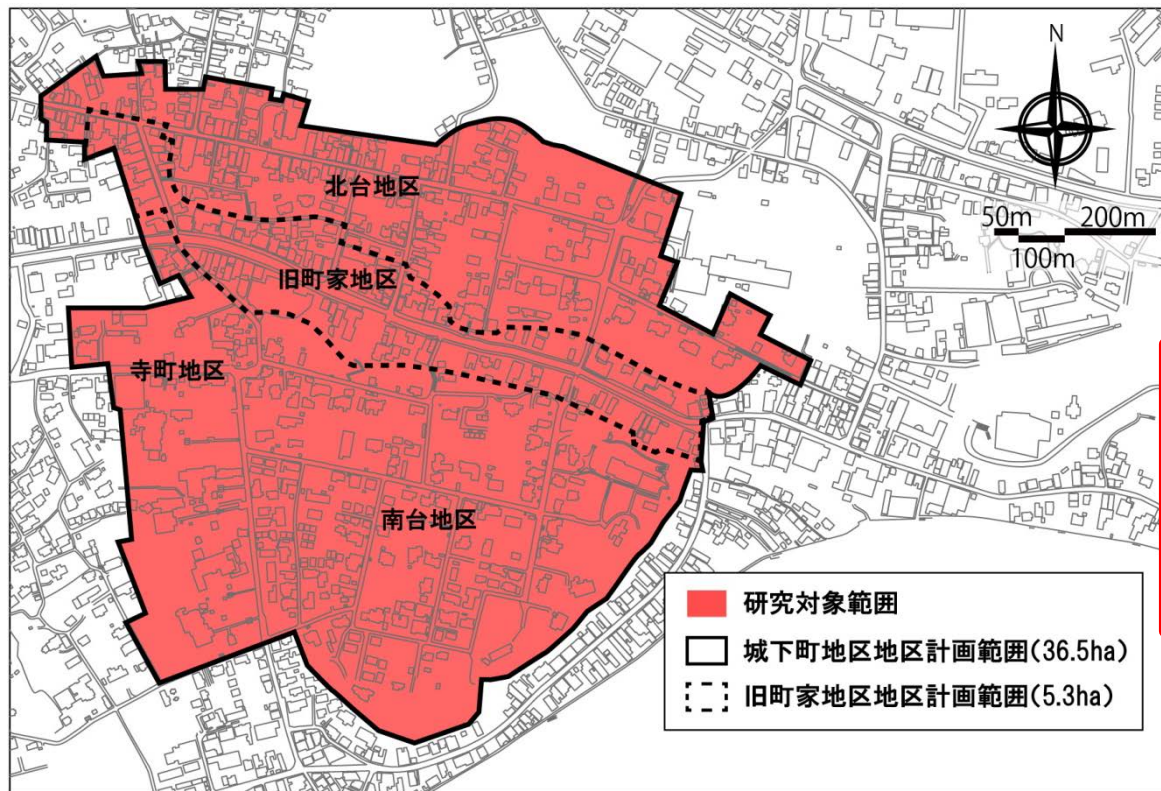 N
50m 200m
100m
北台地区
旧町家地区
寺町地区
南台地区
研究対象範囲
城下町地区地区計画範囲(36.5ha)
旧町家地区地区計画範囲(5.3ha)